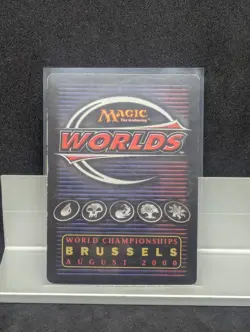 MAGIC
The Gathering
WORLDS
WORLD CHAMPIONSHIPS
BRUSSELS
AUGUST 2000